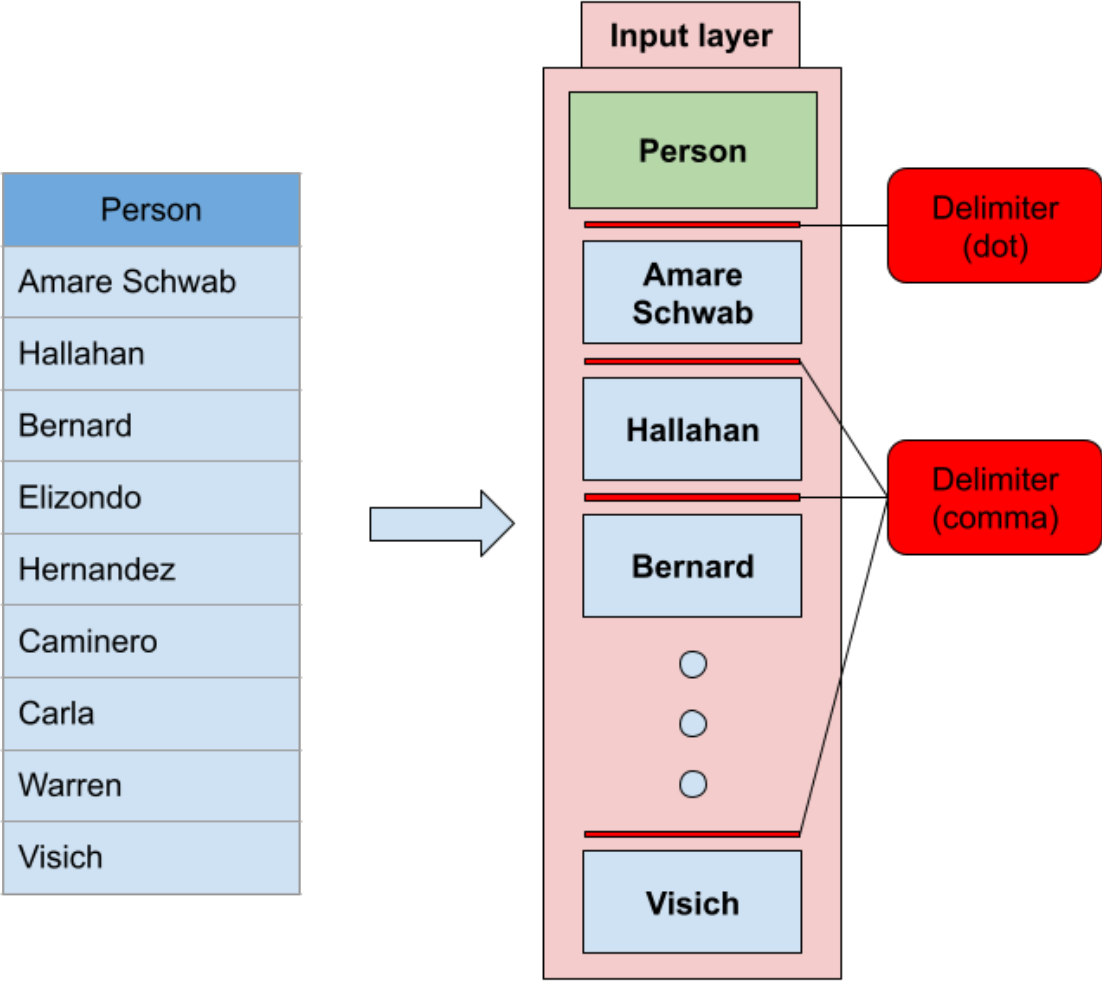 Person
Amare Schwab
Hallahan
Bernard
Elizondo
Hernandez
Caminero
Carla
Warren
Visich
Input layer
Person
Amare
Schwab
Hallahan
Bernard
Visich
Delimiter
(dot)
Delimiter
(comma)